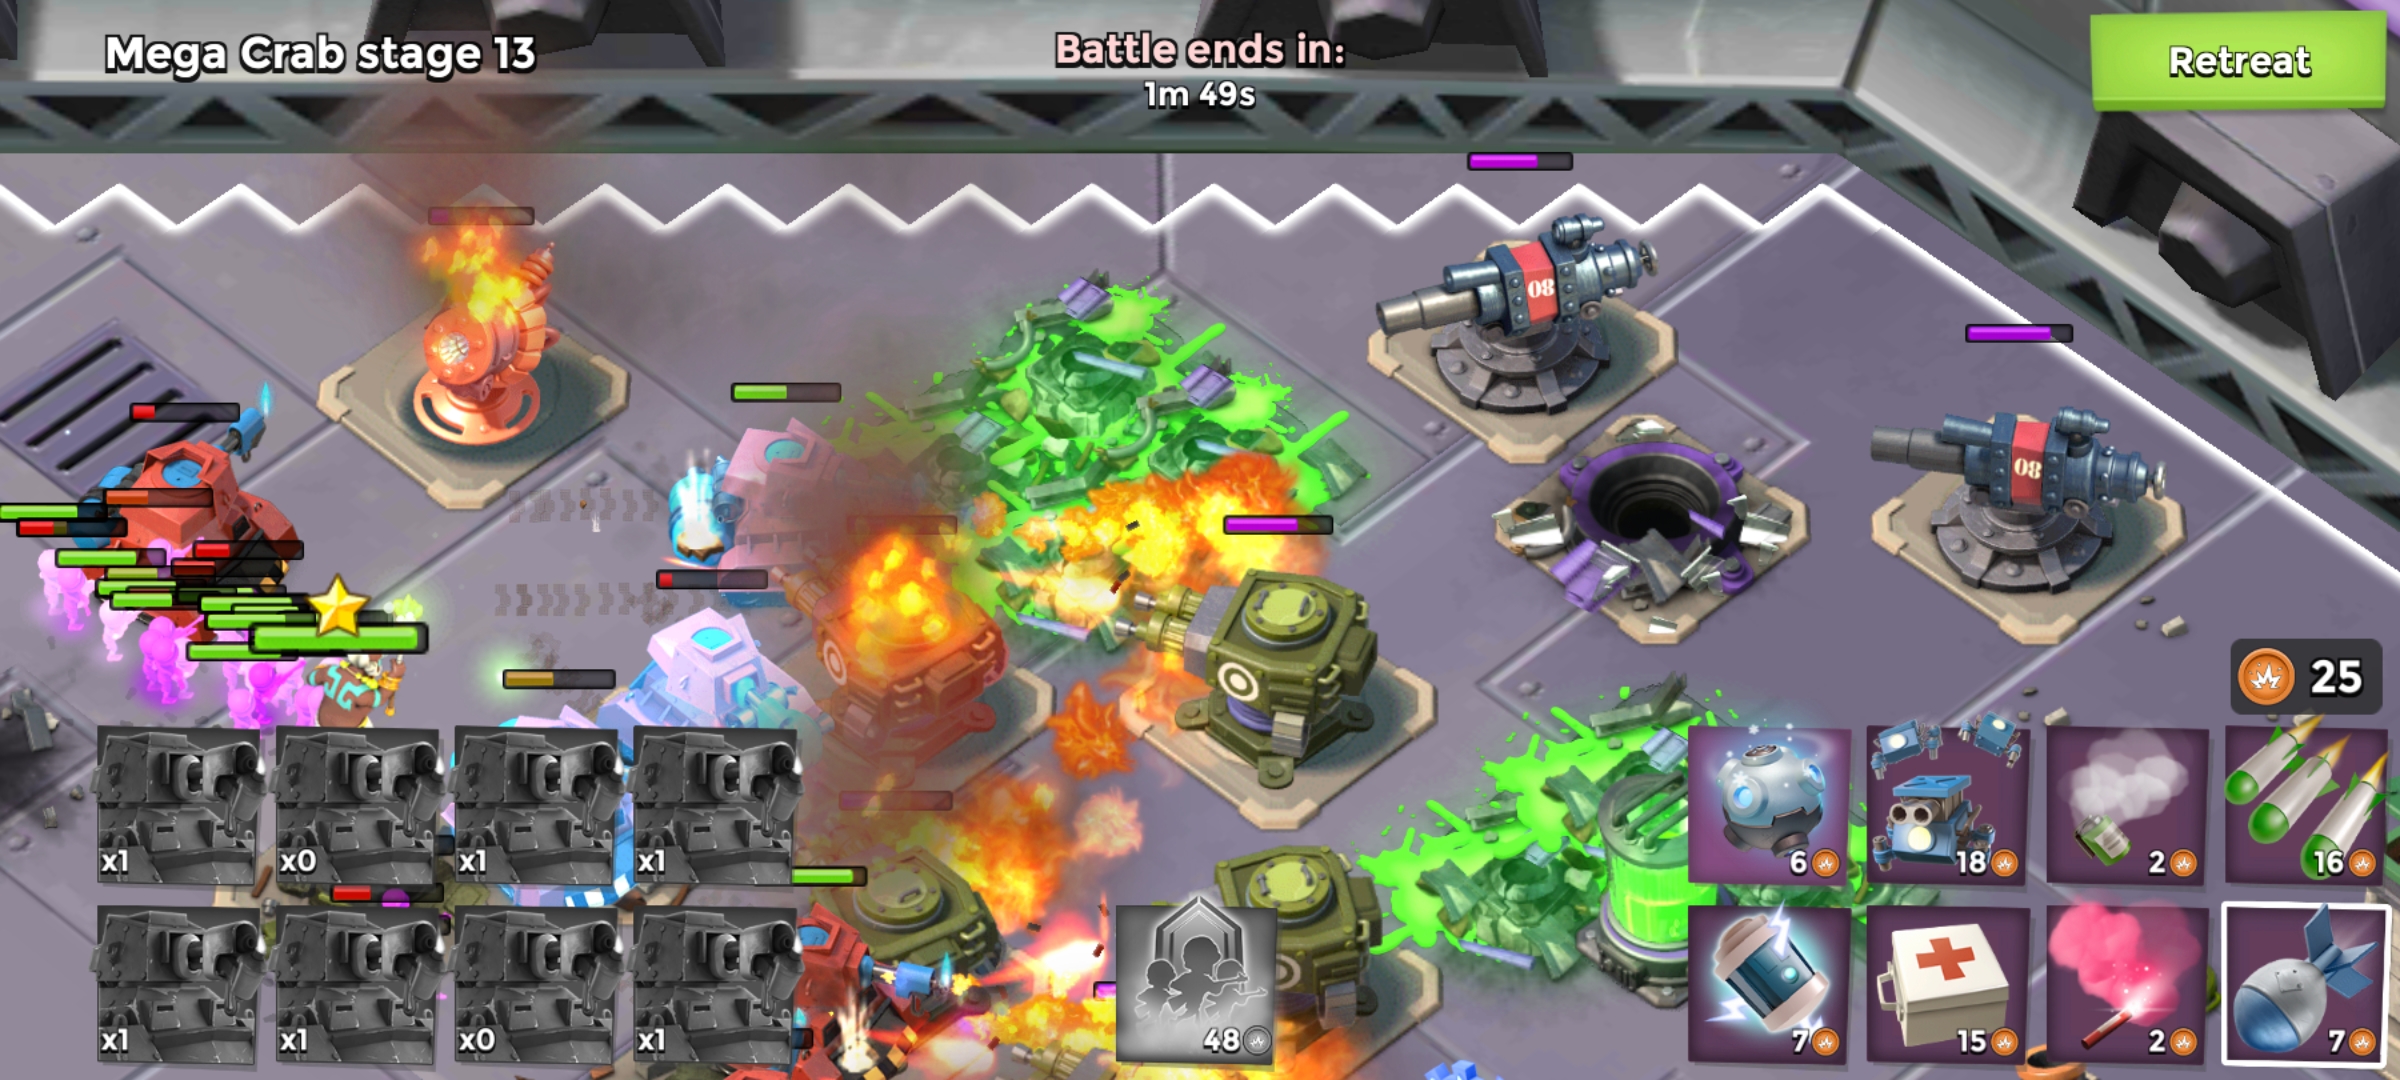 Mega Crab stage 13
Battle ends in:
1m 49s
Retreat
08
08
25
x1
x0
x1
x1
6
18
2
16
x1
x1
x0
x1
48
7
15
2
7